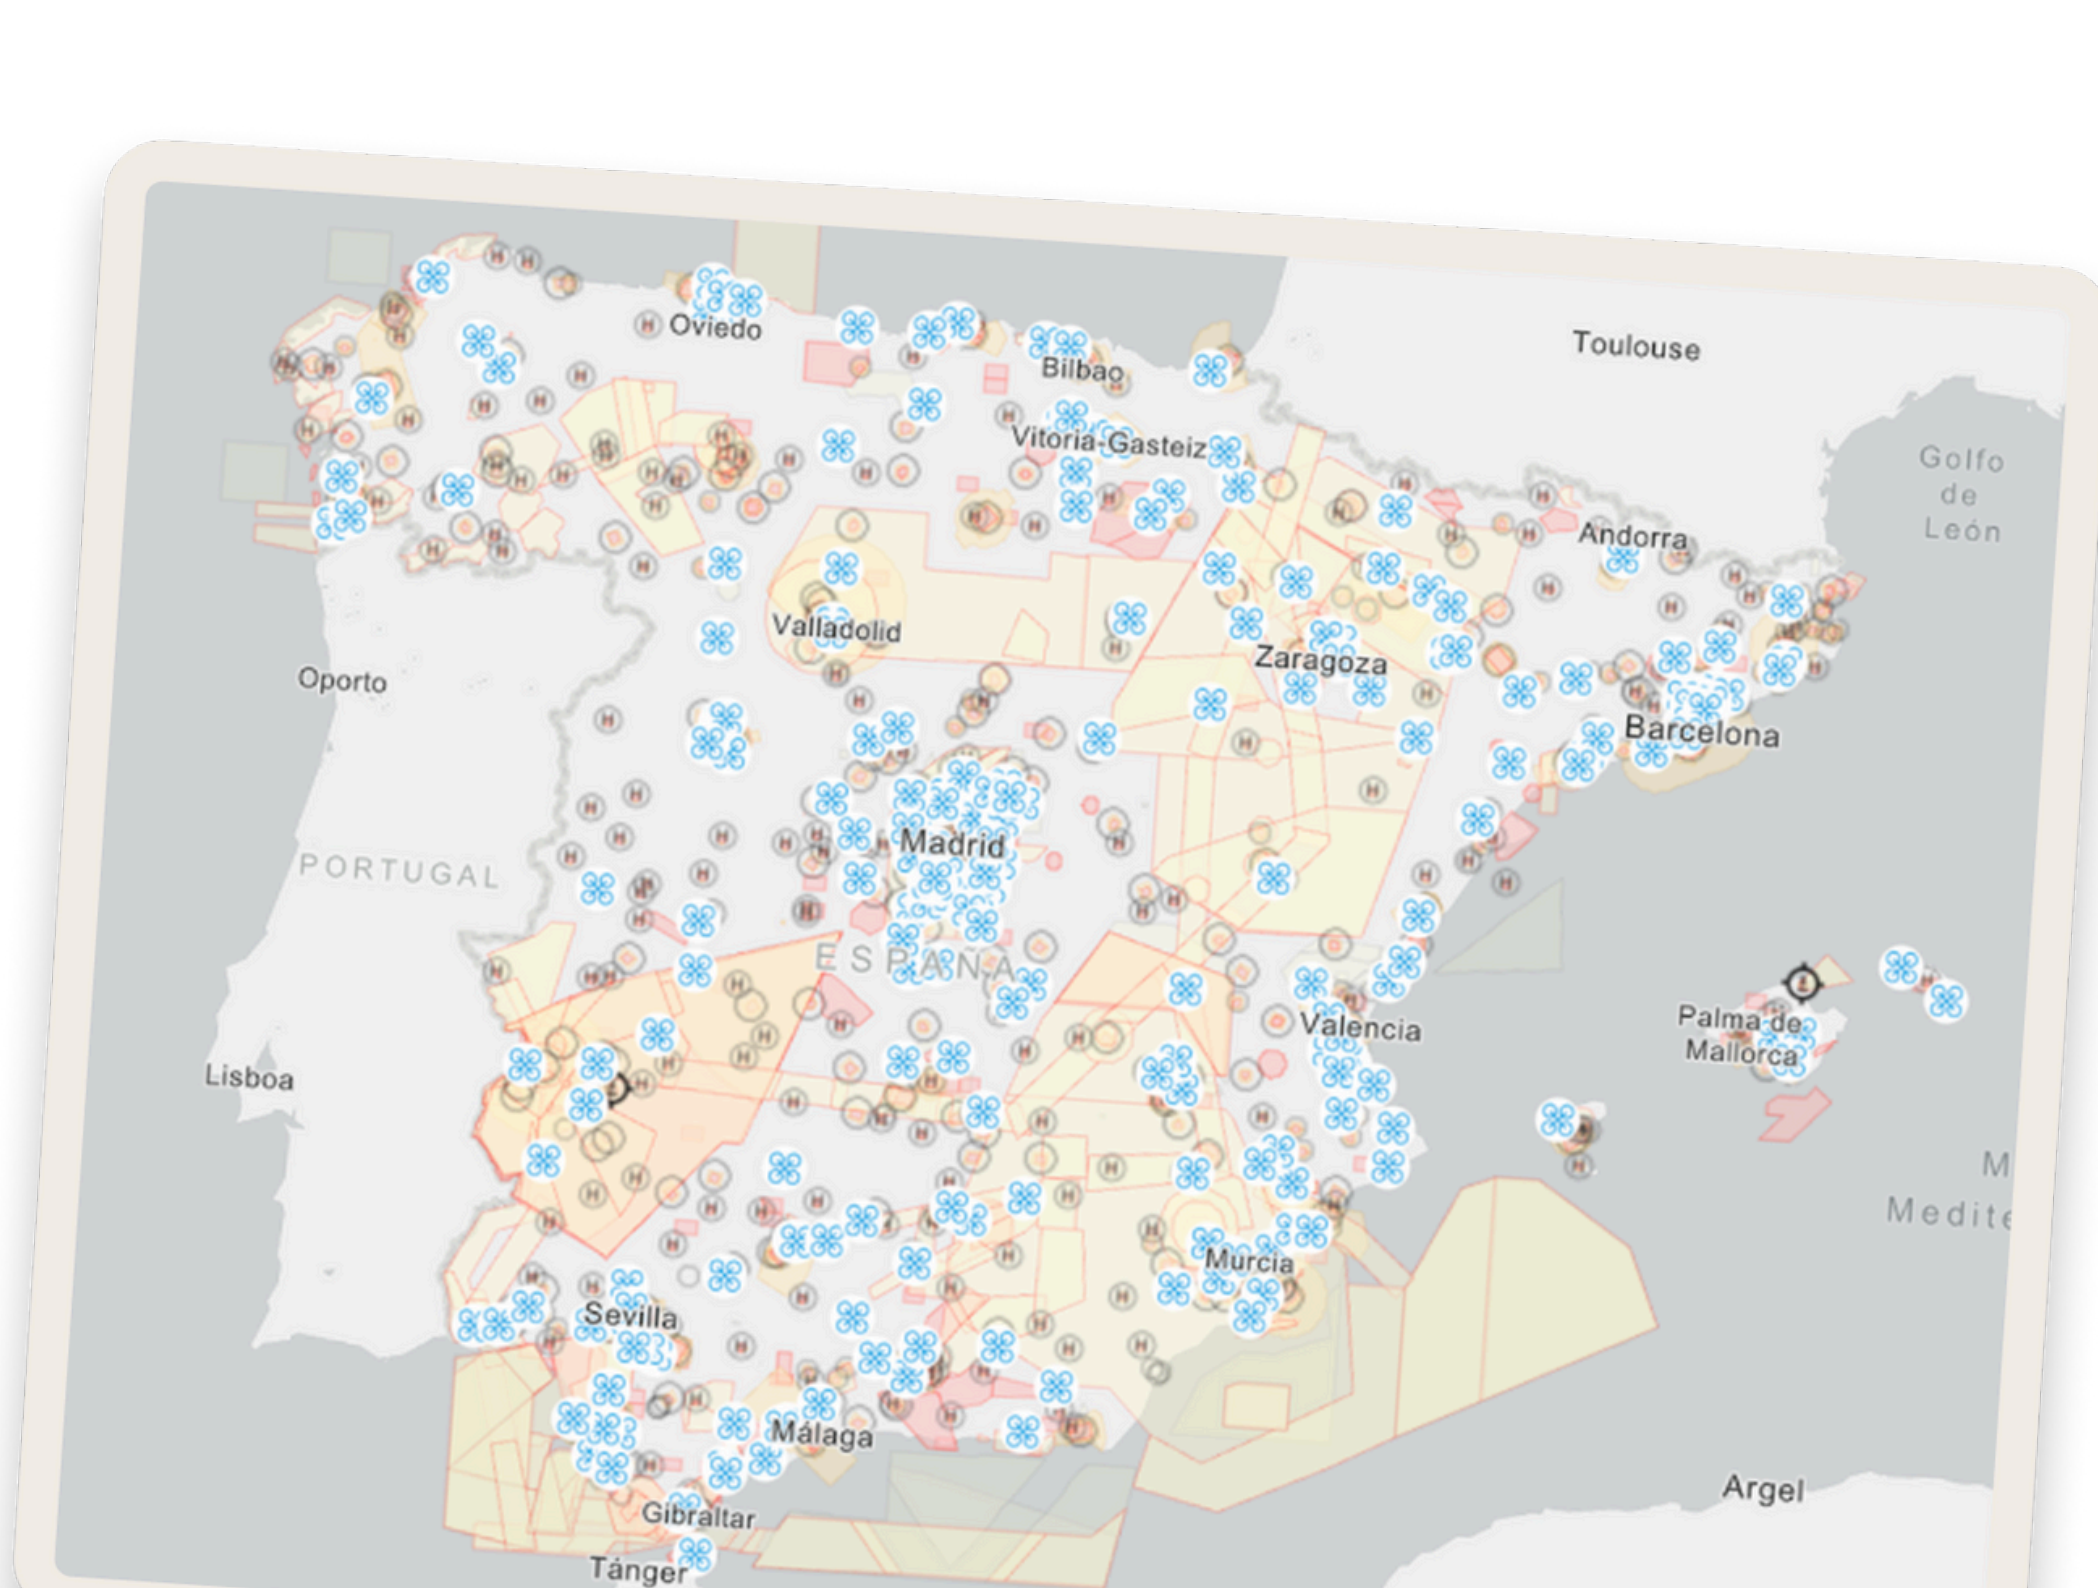 Oviedo
Toulouse
Bilbao
Vitoria-Gasteiz
Golfo
de
León
Andorra
Valladolid
Zaragoza
Oporto
Barcelona
Madrid
PORTUGAL
ESPAÑA
Valencia
Palma de
Mallorca
Lisboa
M
Medite
Murcia
Sevilla
Málaga
Argel
Gibraltar
Tánger